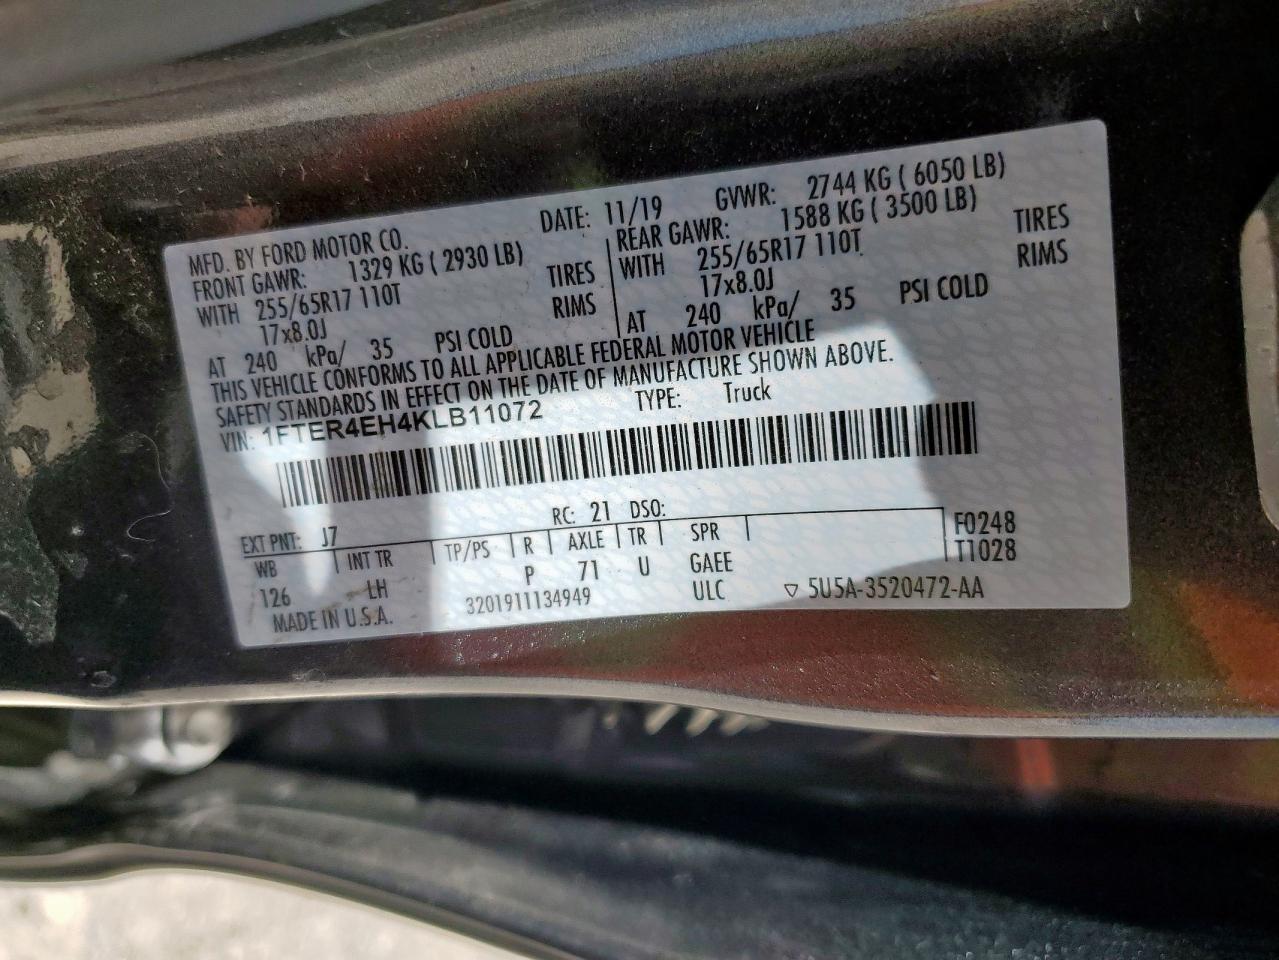 MFD. BY FORD MOTOR CO. DATE: 11/19 GVWR: 2744 KG ( 6050 LB)
FRONT GAWR: 1329 KG ( 2930 LB)
WITH 255/65R17 110T TIRES
17x8.0J RIMS
AT 240 kPa/ 35 PSI COLD
REAR GAWR: 1588 KG ( 3500 LB)
WITH 255/65R17 110T TIRES
17x8.0J RIMS
AT 240 kPa/ 35 PSI COLD
THIS VEHICLE CONFORMS TO ALL APPLICABLE FEDERAL MOTOR VEHICLE
SAFETY STANDARDS IN EFFECT ON THE DATE OF MANUFACTURE SHOWN ABOVE.
VIN: 1FTER4EH4KLB11072 TYPE: Truck
EXT PNT: J7 RC: 21 DSO:
WB INT TR TP/PS R AXLE TR SPR F0248
126 LH P 71 U GAEE T1028
MADE IN U.S.A. 3201911134949 ULC ▽ 5U5A-3520472-AA